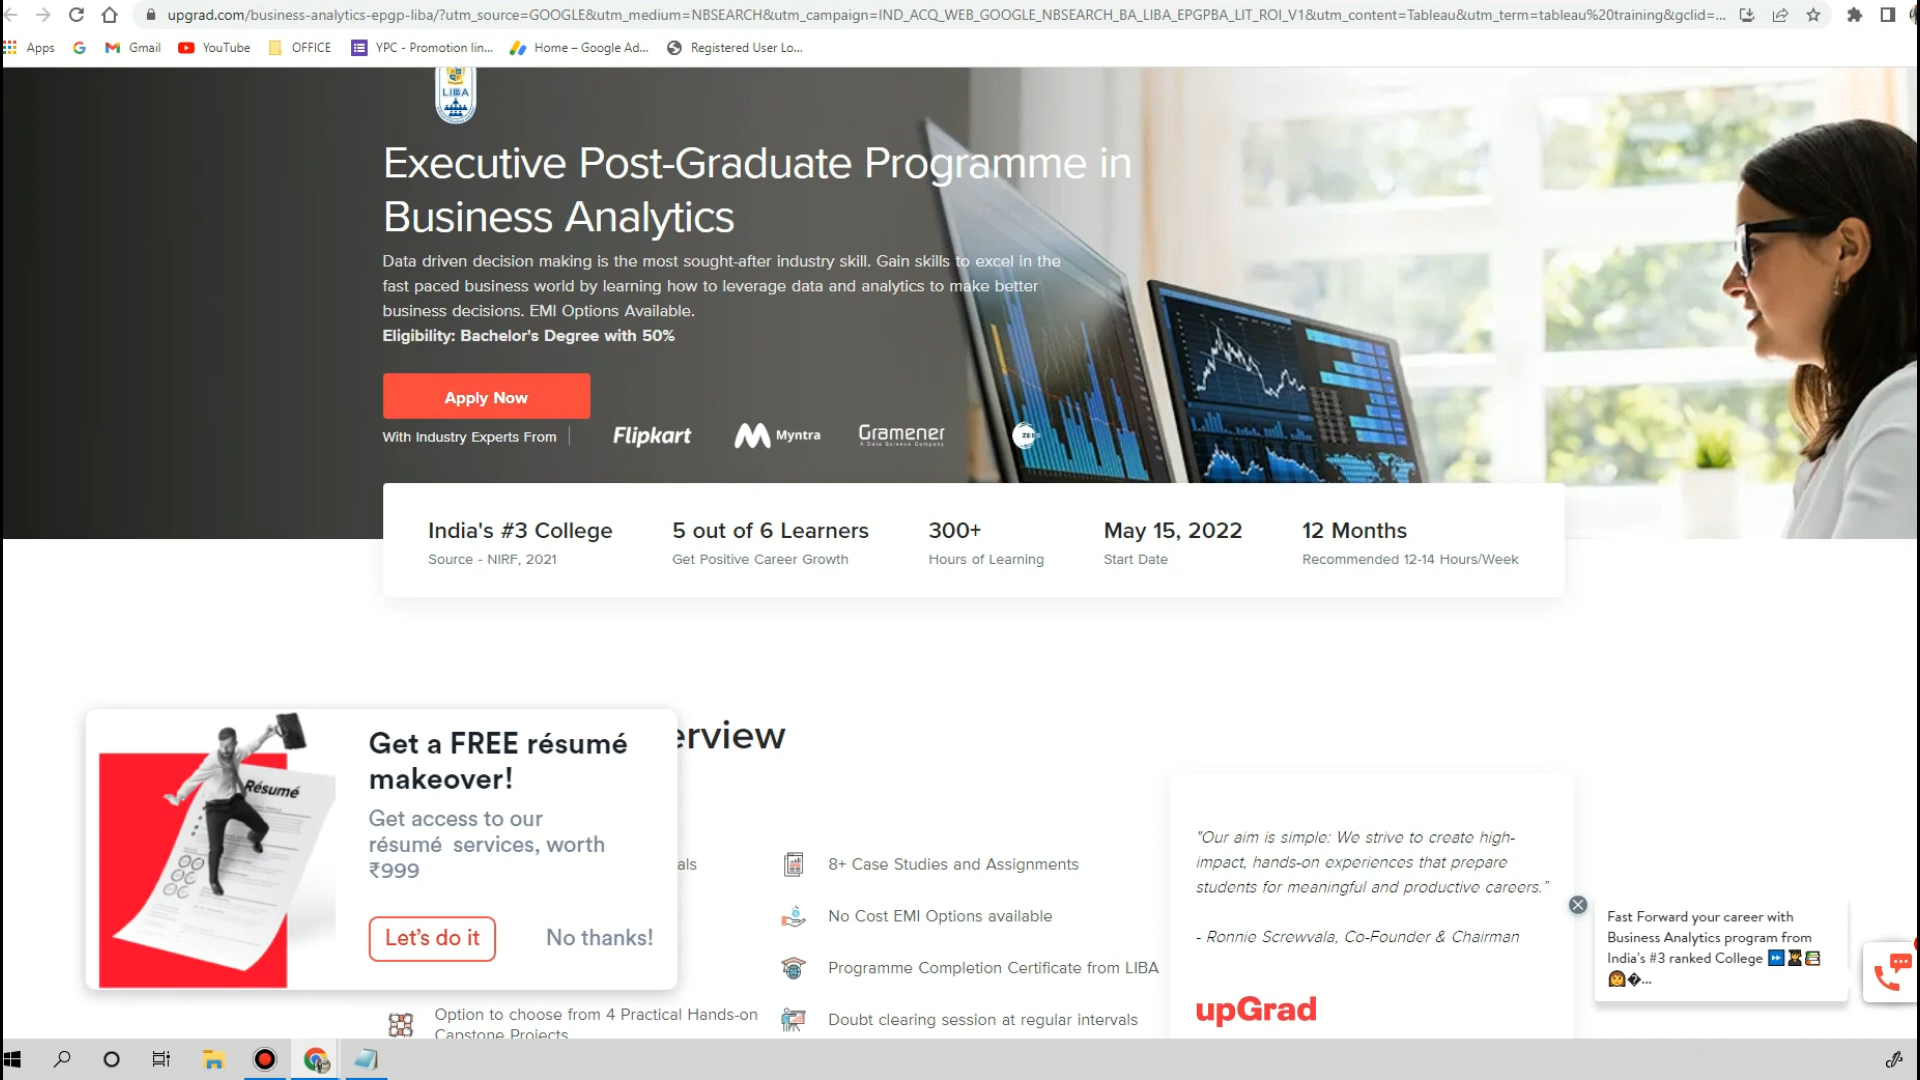 upgrad.com/business-analytics-epgp-liba/?utm_source=GOOGLE&utm_medium=NBSEARCH&utm_campaign=IND_ACQ_WEB_GOOGLE_NBSEARCH_BA_LIBA_EPGPBA_LIT_ROI_V1&utm_content=Tableau&utm_term=tableau%20training&gclid=...
Apps
Gmail
YouTube
OFFICE
YPC - Promotion lin...
Home – Google Ad...
Registered User Lo...
LIBA
Executive Post-Graduate Programme in
Business Analytics
Data driven decision making is the most sought-after industry skill. Gain skills to excel in the
fast paced business world by learning how to leverage data and analytics to make better
business decisions. EMI Options Available.
Eligibility: Bachelor's Degree with 50%
Apply Now
With Industry Experts From
Flipkart
Myntra
Gramener
A Data Science Company
India's #3 College
Source - NIRF, 2021
5 out of 6 Learners
Get Positive Career Growth
300+
Hours of Learning
May 15, 2022
Start Date
12 Months
Recommended 12-14 Hours/Week
erview
Get a FREE résumé
makeover!
Get access to our
résumé services, worth
₹999
Let's do it
No thanks!
Résumé
als
Option to choose from 4 Practical Hands-on
Capstone Projects
8+ Case Studies and Assignments
No Cost EMI Options available
Programme Completion Certificate from LIBA
Doubt clearing session at regular intervals
"Our aim is simple: We strive to create high-
impact, hands-on experiences that prepare
students for meaningful and productive careers."
- Ronnie Screwvala, Co-Founder & Chairman
upGrad
Fast Forward your career with
Business Analytics program from
India's #3 ranked College ⏩👨‍🎓📚
👩�...